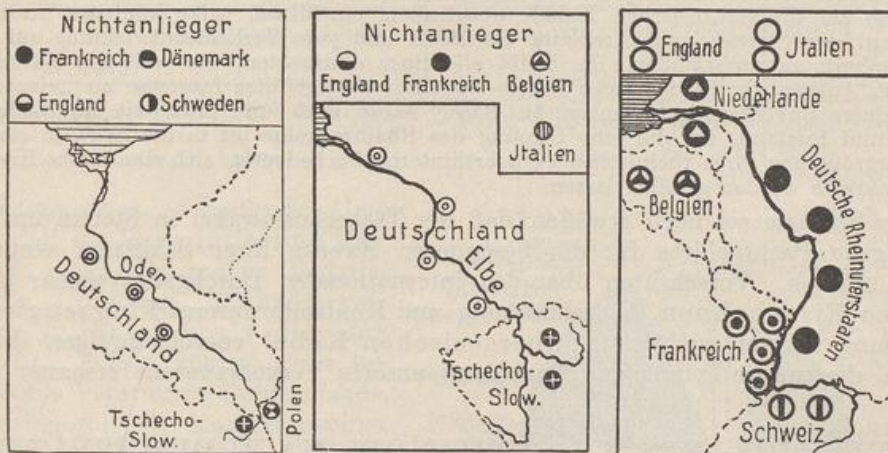 Nichtanlieger
Frankreich Dänemark
England Schweden
Oder
Deutschland
Tschecho-
Slow.
Polen
Nichtanlieger
England Frankreich Belgien
Jtalien
Deutschland
Elbe
Tschecho-
Slow.
England Jtalien
Niederlande
Belgien
Deutsche Rheinuferstaaten
Frankreich
Schweiz